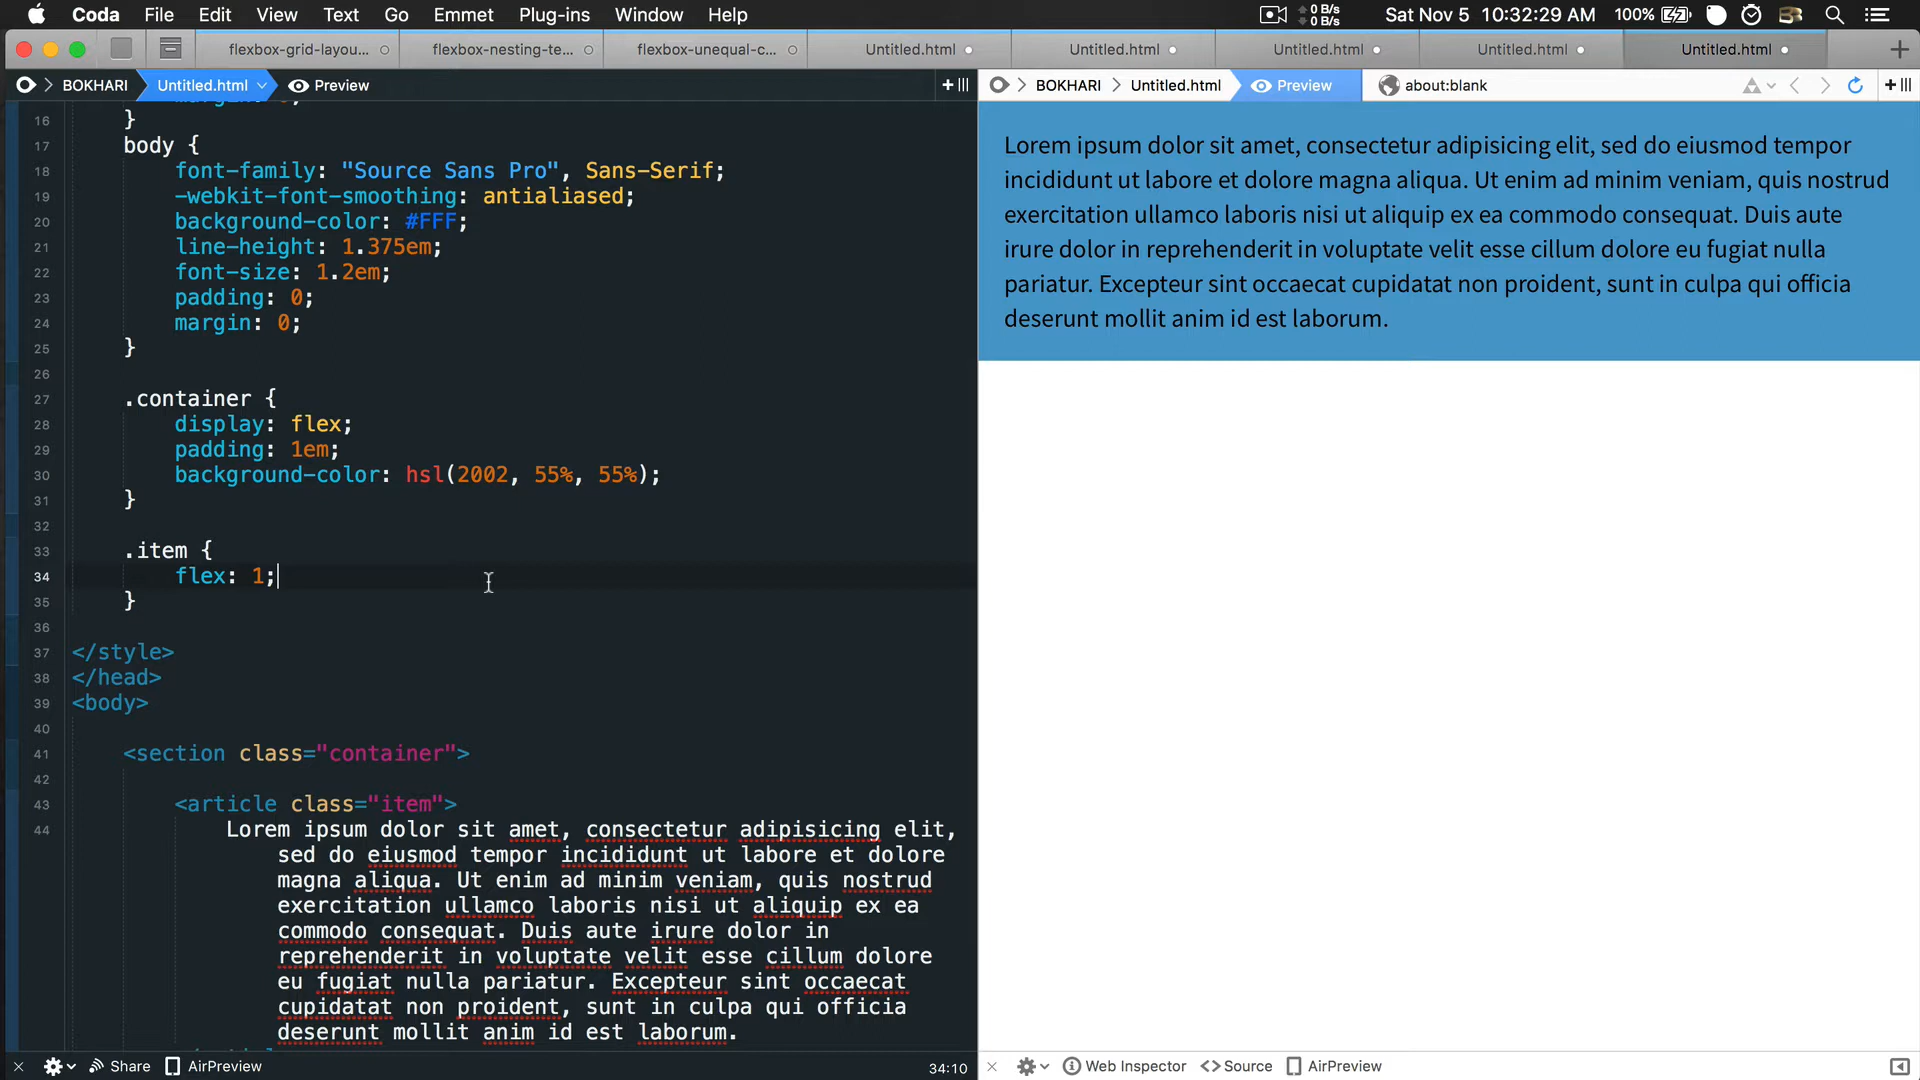 Coda File Edit View Insert Text Go Emmet Plug-ins Window Help
0 B/s
0 B/s
Sat Nov 5 10:32:29 AM 100%
flexbox-grid-layou... flexbox-nesting-te... flexbox-unequal-c... Untitled.html Untitled.html Untitled.html Untitled.html Untitled.html
BOKHARI Untitled.html Preview
16 }
17 body {
18 font-family: "Source Sans Pro", Sans-Serif;
19 -webkit-font-smoothing: antialiased;
20 background-color: #FFF;
21 line-height: 1.375em;
22 font-size: 1.2em;
23 padding: 0;
24 margin: 0;
25 }
26
27 .container {
28 display: flex;
29 padding: 1em;
30 background-color: hsl(2002, 55%, 55%);
31 }
32
33 .item {
34 flex: 1;
35 }
36
37 </style>
38 </head>
39 <body>
40
41 <section class="container">
42
43 <article class="item">
44 Lorem ipsum dolor sit amet, consectetur adipisicing elit,
sed do eiusmod tempor incididunt ut labore et dolore
magna aliqua. Ut enim ad minim veniam, quis nostrud
exercitation ullamco laboris nisi ut aliquip ex ea
commodo consequat. Duis aute irure dolor in
reprehenderit in voluptate velit esse cillum dolore
eu fugiat nulla pariatur. Excepteur sint occaecat
cupidatat non proident, sunt in culpa qui officia
deserunt mollit anim id est laborum.
Share AirPreview 34:10
BOKHARI Untitled.html Preview about:blank
Lorem ipsum dolor sit amet, consectetur adipisicing elit, sed do eiusmod tempor
incididunt ut labore et dolore magna aliqua. Ut enim ad minim veniam, quis nostrud
exercitation ullamco laboris nisi ut aliquip ex ea commodo consequat. Duis aute
irure dolor in reprehenderit in voluptate velit esse cillum dolore eu fugiat nulla
pariatur. Excepteur sint occaecat cupidatat non proident, sunt in culpa qui officia
deserunt mollit anim id est laborum.
Web Inspector Source AirPreview